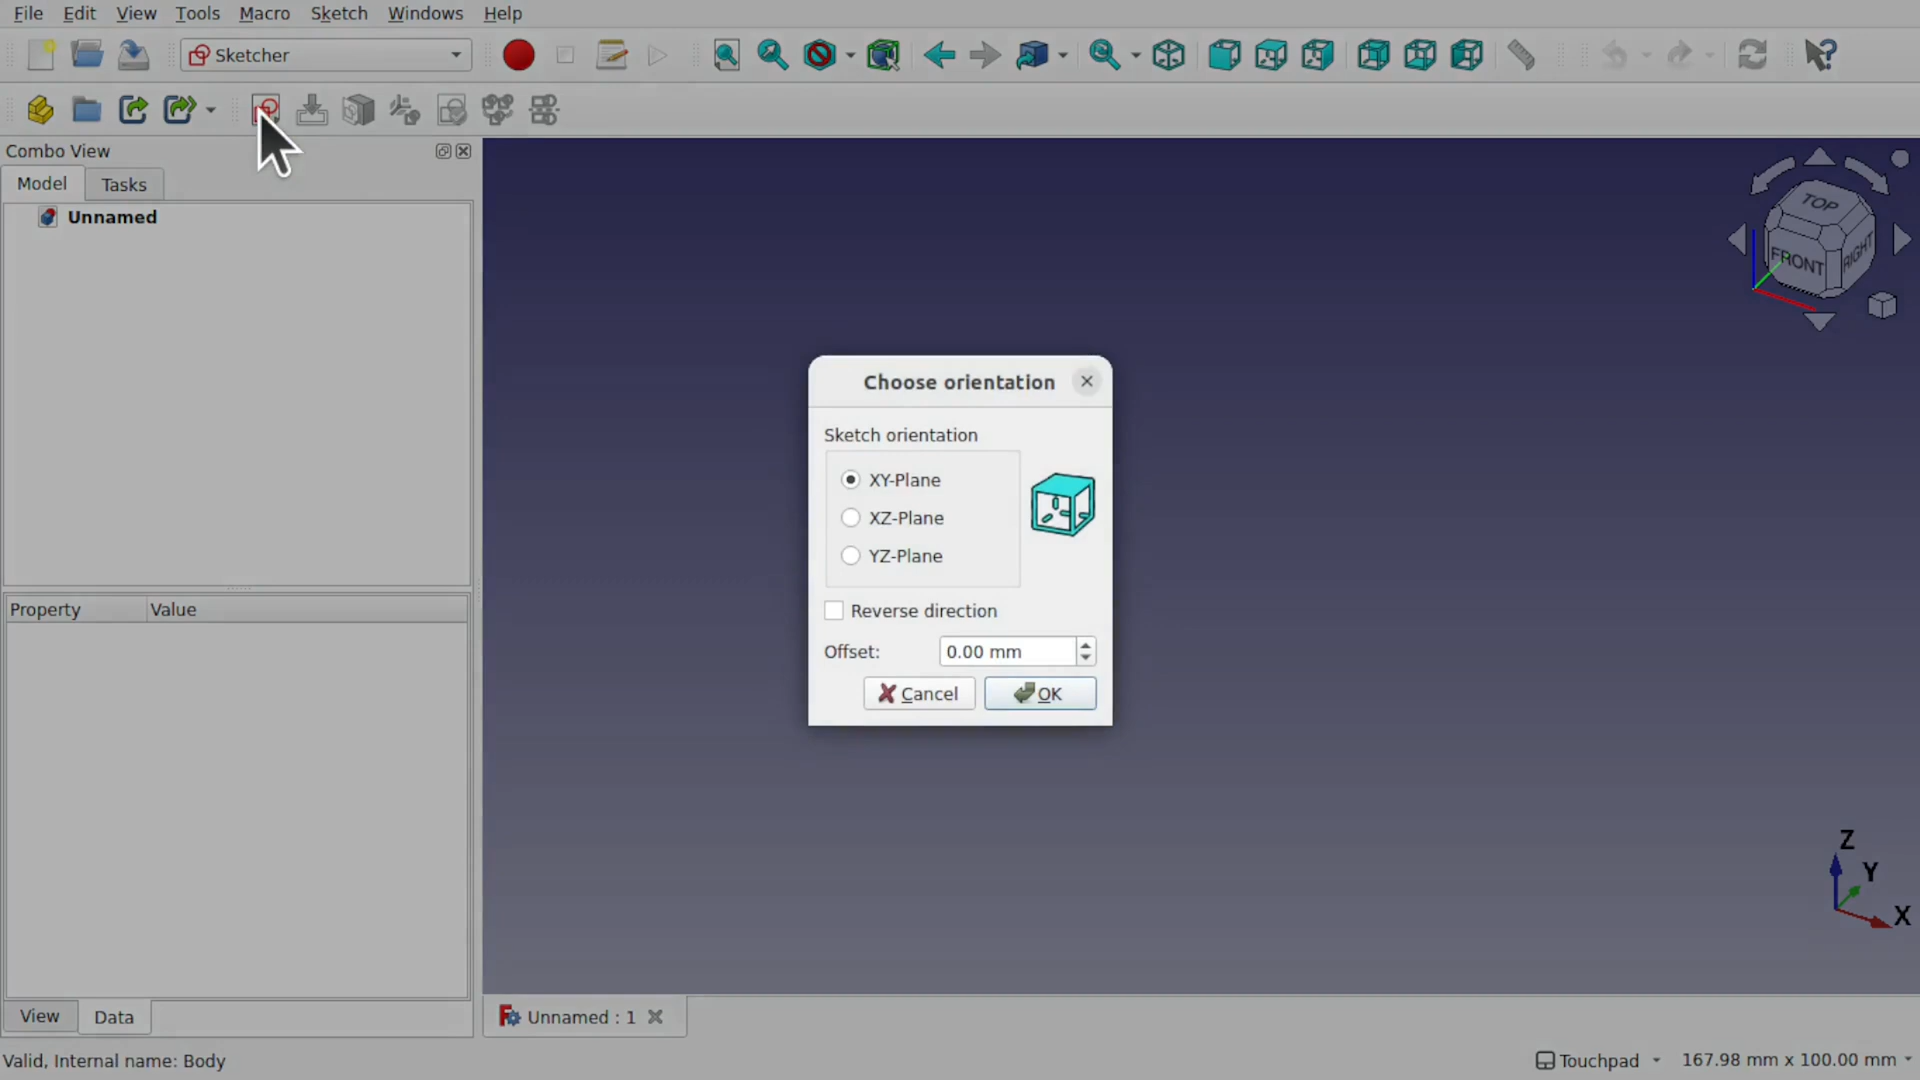 File Edit View Tools Macro Sketch Windows Help
Sketcher
Combo View
Model Tasks
Unnamed
TOP
FRONT RIGHT
Choose orientation
Sketch orientation
XY-Plane
XZ-Plane
YZ-Plane
Reverse direction
Offset: 0.00 mm
Cancel OK
Property Value
Z
Y
X
View Data
Unnamed : 1
Valid, Internal name: Body
Touchpad 167.98 mm x 100.00 mm